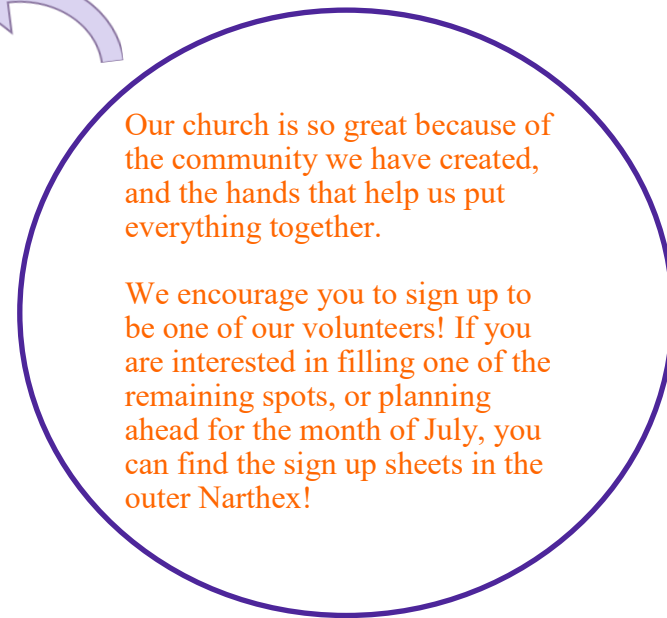 Our church is so great because of
the community we have created,
and the hands that help us put
everything together.
We encourage you to sign up to
be one of our volunteers! If you
are interested in filling one of the
remaining spots, or planning
ahead for the month of July, you
can find the sign up sheets in the
outer Narthex!